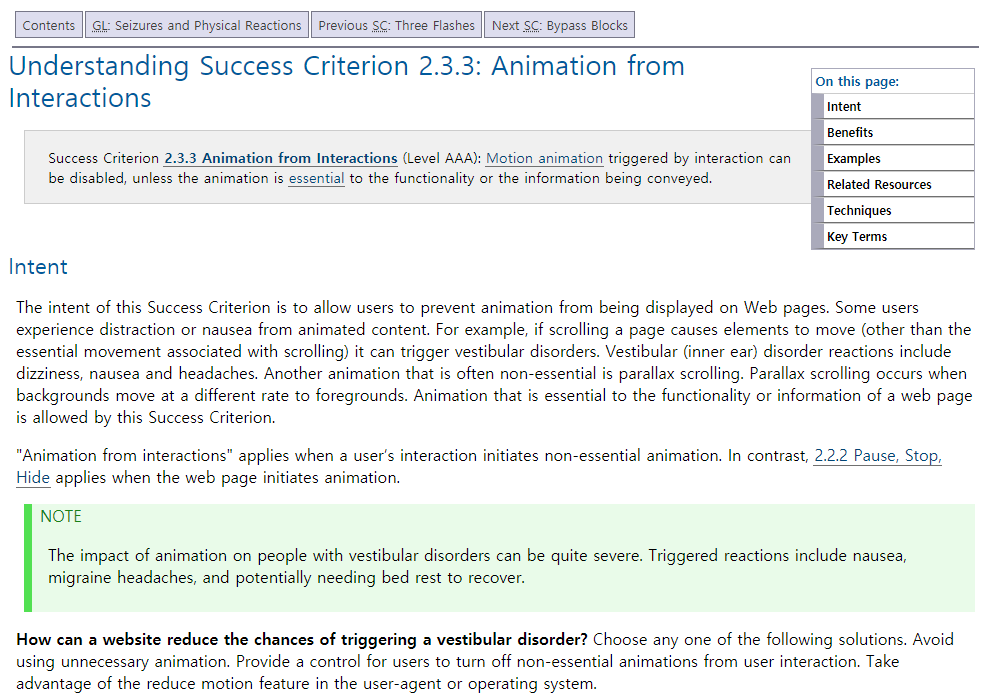 Contents
GL: Seizures and Physical Reactions
Previous SC: Three Flashes
Next SC: Bypass Blocks
Understanding Success Criterion 2.3.3: Animation from
Interactions
On this page:
Intent
Benefits
Examples
Related Resources
Techniques
Key Terms
Success Criterion 2.3.3 Animation from Interactions (Level AAA): Motion animation triggered by interaction can
be disabled, unless the animation is essential to the functionality or the information being conveyed.
Intent
The intent of this Success Criterion is to allow users to prevent animation from being displayed on Web pages. Some users
experience distraction or nausea from animated content. For example, if scrolling a page causes elements to move (other than the
essential movement associated with scrolling) it can trigger vestibular disorders. Vestibular (inner ear) disorder reactions include
dizziness, nausea and headaches. Another animation that is often non-essential is parallax scrolling. Parallax scrolling occurs when
backgrounds move at a different rate to foregrounds. Animation that is essential to the functionality or information of a web page
is allowed by this Success Criterion.
"Animation from interactions" applies when a user's interaction initiates non-essential animation. In contrast, 2.2.2 Pause, Stop,
Hide applies when the web page initiates animation.
NOTE
The impact of animation on people with vestibular disorders can be quite severe. Triggered reactions include nausea,
migraine headaches, and potentially needing bed rest to recover.
How can a website reduce the chances of triggering a vestibular disorder? Choose any one of the following solutions. Avoid
using unnecessary animation. Provide a control for users to turn off non-essential animations from user interaction. Take
advantage of the reduce motion feature in the user-agent or operating system.